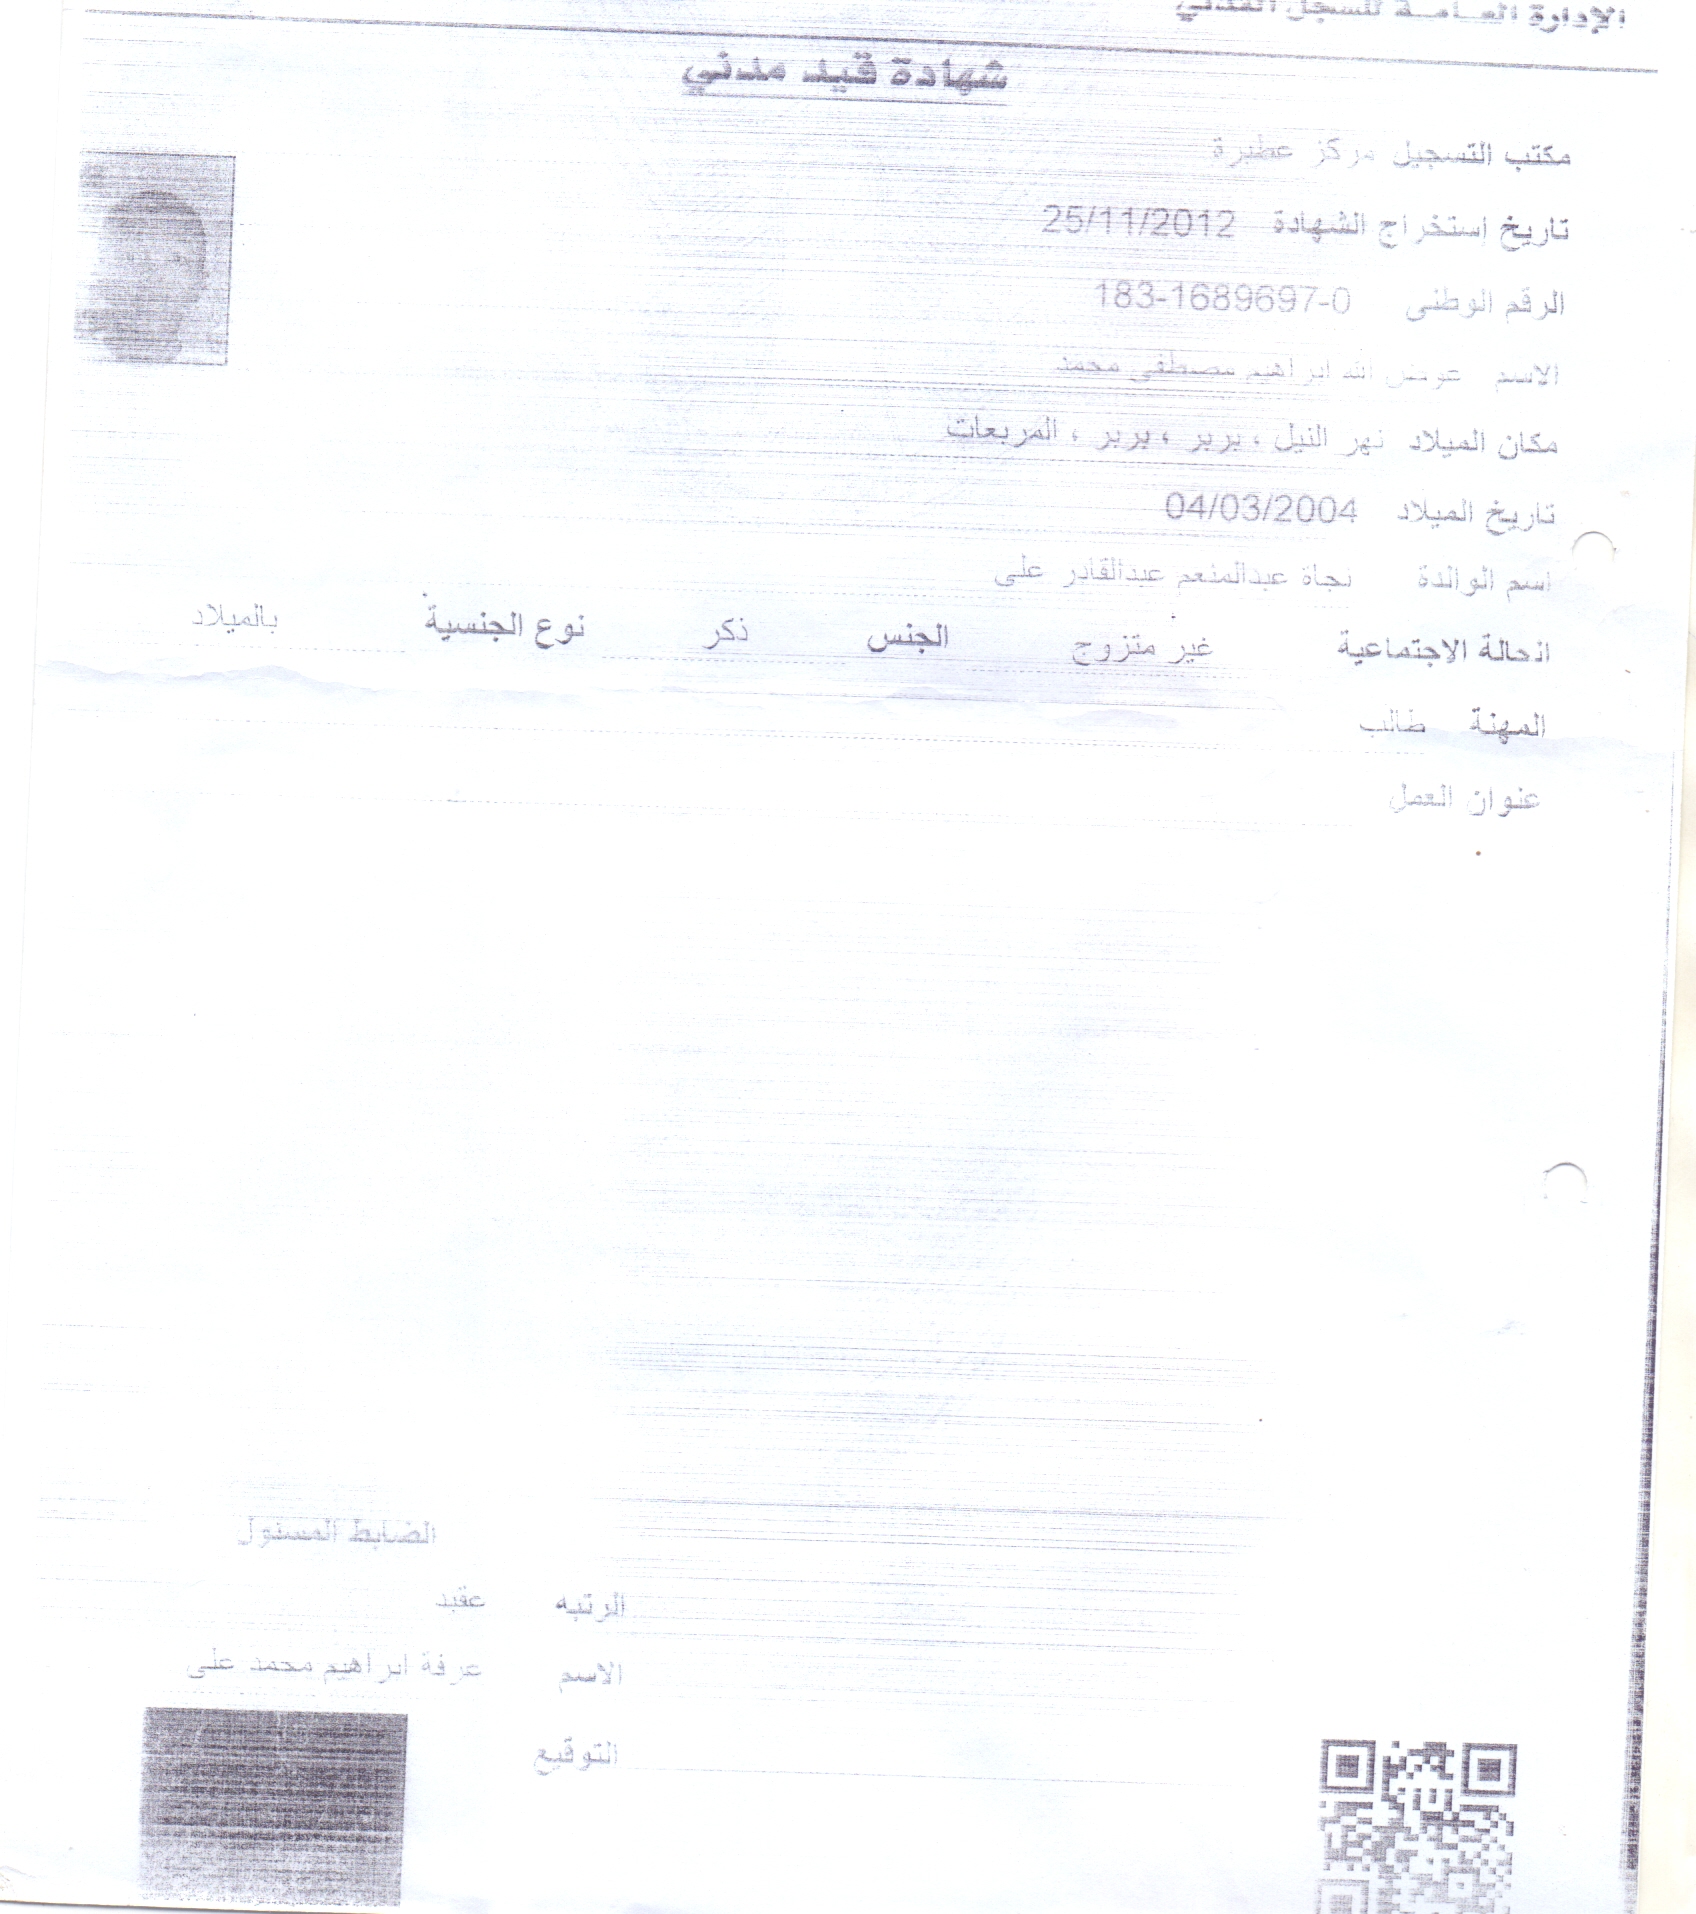 الإدارة العامة للسجل المدني
شهادة قيد مدني
مكتب التسجيل مركز عطبرة
تاريخ استخراج الشهادة 25/11/2012
الرقم الوطنى 183-1689697-0
الاسم عوض الله ابراهيم مصطفى محمد
مكان الميلاد نهر النيل ، بربر ، بربر ، المربعات
تاريخ الميلاد 04/03/2004
اسم الوالدة نجاة عبدالمنعم عبدالقادر على
الحالة الاجتماعية غير متزوج الجنس ذكر نوع الجنسية بالميلاد
المهنة طالب
عنوان العمل
الضابط المسئول
الرتبه عقيد
الاسم عرفة ابراهيم محمد على
التوقيع